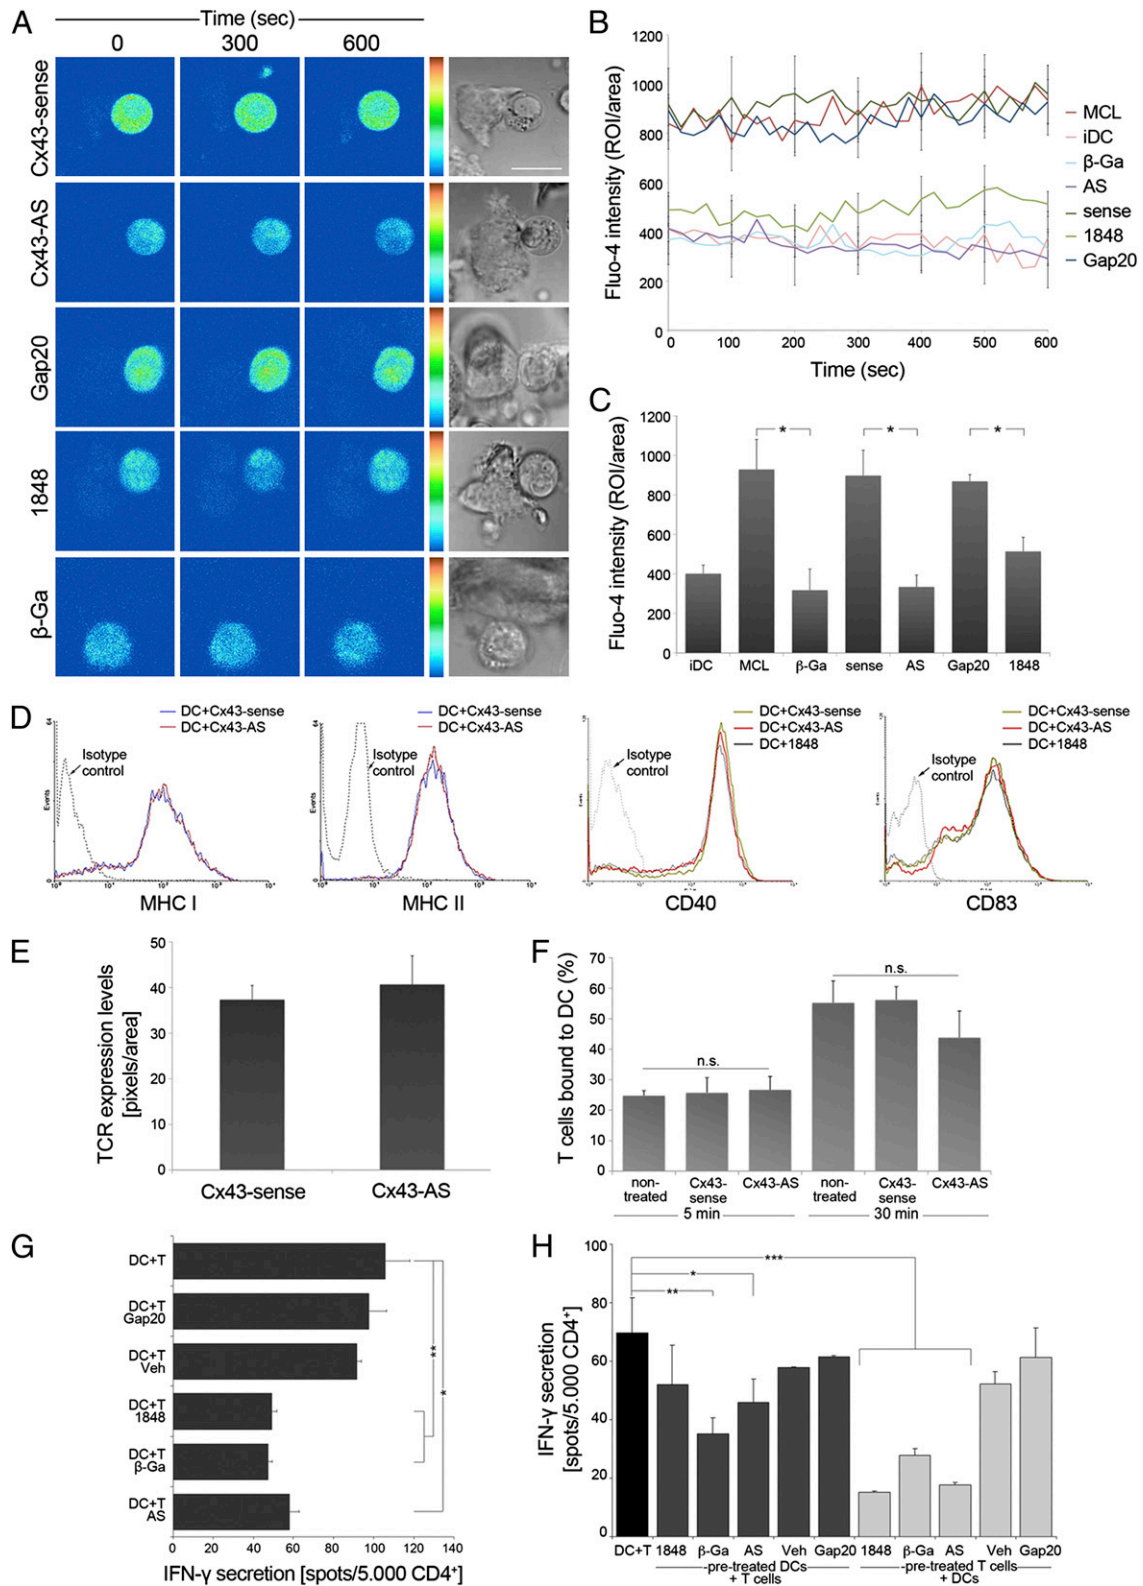 A
Time (sec)
0 300 600
Cx43-sense
Cx43-AS
Gap20
1848
β-Ga
B
Fluo-4 intensity (ROI/area)
1000
800
600
400
200
0
0 100 200 300 400 500 600
Time (sec)
MCL
iDC
β-Ga
AS
sense
1848
Gap20
C
Fluo-4 intensity (ROI/area)
1200
1000
800
600
400
200
0
* * *
iDC MCL β-Ga sense AS Gap20 1848
D
DC+Cx43-sense
DC+Cx43-AS
Isotype
control
Events
64
MHC I
DC+Cx43-sense
DC+Cx43-AS
Isotype
control
Events
64
MHC II
DC+Cx43-sense
DC+Cx43-AS
DC+1848
Isotype
control
CD40
DC+Cx43-sense
DC+Cx43-AS
DC+1848
Isotype
control
CD83
E
TCR expression levels
[pixels/area]
50
40
30
20
10
0
Cx43-sense Cx43-AS
F
T cells bound to DC (%)
70
60
50
40
30
20
10
0
n.s.
n.s.
non-
treated
Cx43-
sense
Cx43-AS
non-
treated
Cx43-
sense
Cx43-AS
5 min 30 min
G
DC+T
DC+T
Gap20
DC+T
Veh
DC+T
1848
DC+T
β-Ga
DC+T
AS
**
*
0 20 40 60 80 100 120 140
IFN-γ secretion [spots/5.000 CD4⁺]
H
IFN-γ secretion
[spots/5.000 CD4⁺]
100
80
60
40
20
0
***
*
**
DC+T 1848 β-Ga AS Veh Gap20 1848 β-Ga AS Veh Gap20
-pre-treated DCs
+ T cells
-pre-treated T cells
+ DCs